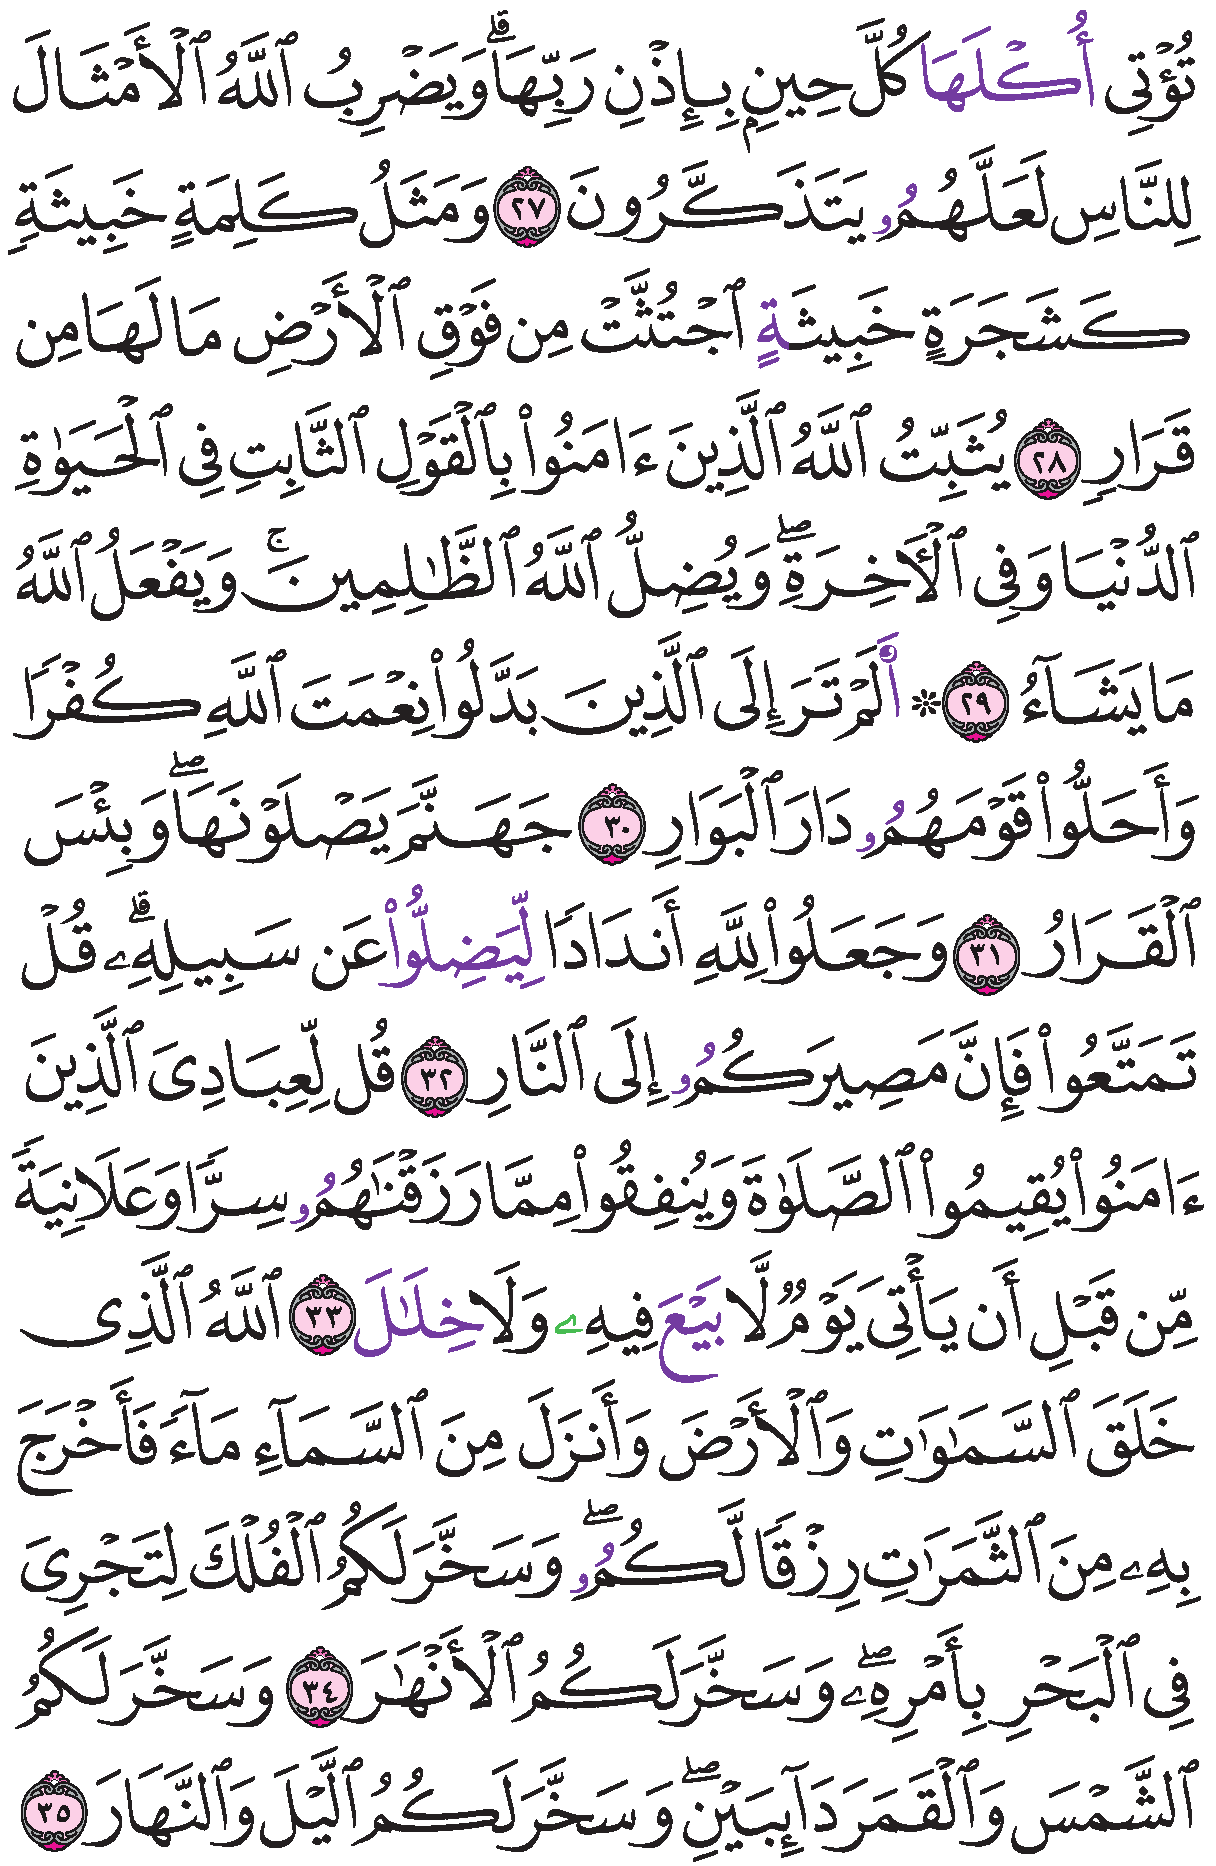 تُؤْتِى أُكْلَهَا كُلَّ حِينٍۭ بِإِذْنِ رَبِّهَا ۗ وَيَضْرِبُ ٱللَّهُ ٱلْأَمْثَالَ
لِلنَّاسِ لَعَلَّهُمُۥ يَتَذَكَّرُونَ ٢٧ وَمَثَلُ كَلِمَةٍ خَبِيثَةٍ
كَشَجَرَةٍ خَبِيثَةٍ ٱجْتُثَّتْ مِن فَوْقِ ٱلْأَرْضِ مَا لَهَا مِن
قَرَارٍ ٢٨ يُثَبِّتُ ٱللَّهُ ٱلَّذِينَ ءَامَنُوا۟ بِٱلْقَوْلِ ٱلثَّابِتِ فِى ٱلْحَيَوٰةِ
ٱلدُّنْيَا وَفِى ٱلْأَخِرَةِ ۖ وَيُضِلُّ ٱللَّهُ ٱلظَّٰلِمِينَ ۚ وَيَفْعَلُ ٱللَّهُ
مَا يَشَآءُ ٢٩ ۞ أَلَمْ تَرَ إِلَى ٱلَّذِينَ بَدَّلُوا۟ نِعْمَتَ ٱللَّهِ كُفْرًا
وَأَحَلُّوا۟ قَوْمَهُمُۥ دَارَ ٱلْبَوَارِ ٣٠ جَهَنَّمَ يَصْلَوْنَهَا ۖ وَبِئْسَ
ٱلْقَرَارُ ٣١ وَجَعَلُوا۟ لِلَّهِ أَندَادًا لِّيَضِلُّوا۟ عَن سَبِيلِهِۦ ۗ قُلْ
تَمَتَّعُوا۟ فَإِنَّ مَصِيرَكُمُۥ إِلَى ٱلنَّارِ ٣٢ قُل لِّعِبَادِىَ ٱلَّذِينَ
ءَامَنُوا۟ يُقِيمُوا۟ ٱلصَّلَوٰةَ وَيُنفِقُوا۟ مِمَّا رَزَقْنَٰهُمُۥ سِرًّا وَعَلَانِيَةً
مِّن قَبْلِ أَن يَأْتِىَ يَوْمٌ لَّا بَيْعَ فِيهِۦ وَلَا خِلَٰلَ ٣٣ ٱللَّهُ ٱلَّذِى
خَلَقَ ٱلسَّمَٰوَٰتِ وَٱلْأَرْضَ وَأَنزَلَ مِنَ ٱلسَّمَآءِ مَآءً فَأَخْرَجَ
بِهِۦ مِنَ ٱلثَّمَرَٰتِ رِزْقًا لَّكُمُۥ ۖ وَسَخَّرَ لَكُمُ ٱلْفُلْكَ لِتَجْرِىَ
فِى ٱلْبَحْرِ بِأَمْرِهِۦ ۖ وَسَخَّرَ لَكُمُ ٱلْأَنْهَٰرَ ٣٤ وَسَخَّرَ لَكُمُ
ٱلشَّمْسَ وَٱلْقَمَرَ دَآئِبَيْنِ ۖ وَسَخَّرَ لَكُمُ ٱلَّيْلَ وَٱلنَّهَارَ ٣٥